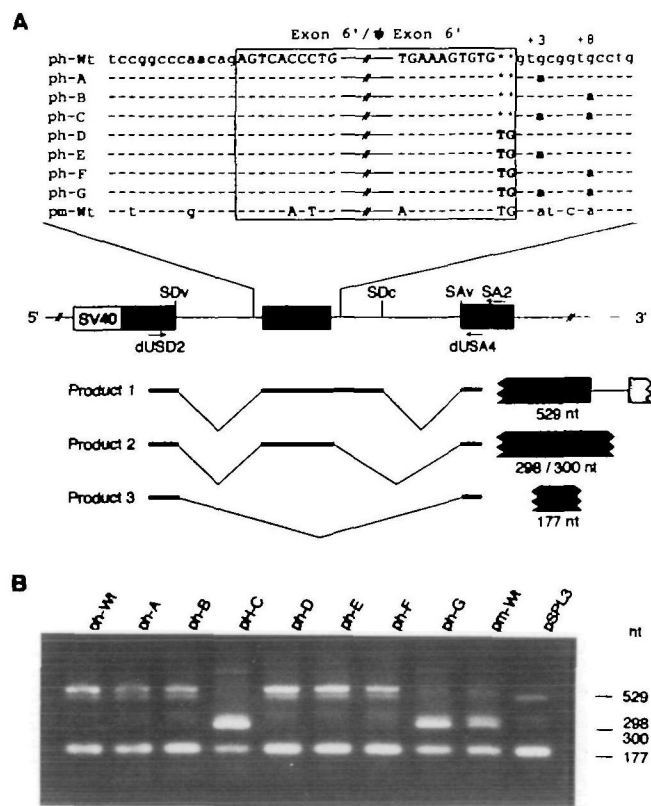 A
Exon 6'/ψ Exon 6'
+3 +8
ph-Wt tccggcccaacagAGTCACCCTG——//——TGAAAGTGTG**gtgcggtgcctg
ph-A ** a
ph-B ** a
ph-C ** a a
ph-D TG
ph-E TG a
ph-F TG a
ph-G TG a a
pm-Wt t g A-T // A TG at-C-a
SDv SDc SAv SA2
5' SV40 3'
dUSD2 dUSA4
Product 1
529 nt
Product 2
298 / 300 nt
Product 3
177 nt
B
ph-Wt ph-A ph-B ph-C ph-D ph-E ph-F ph-G pm-Wt pSPL3
nt
529
298
300
177